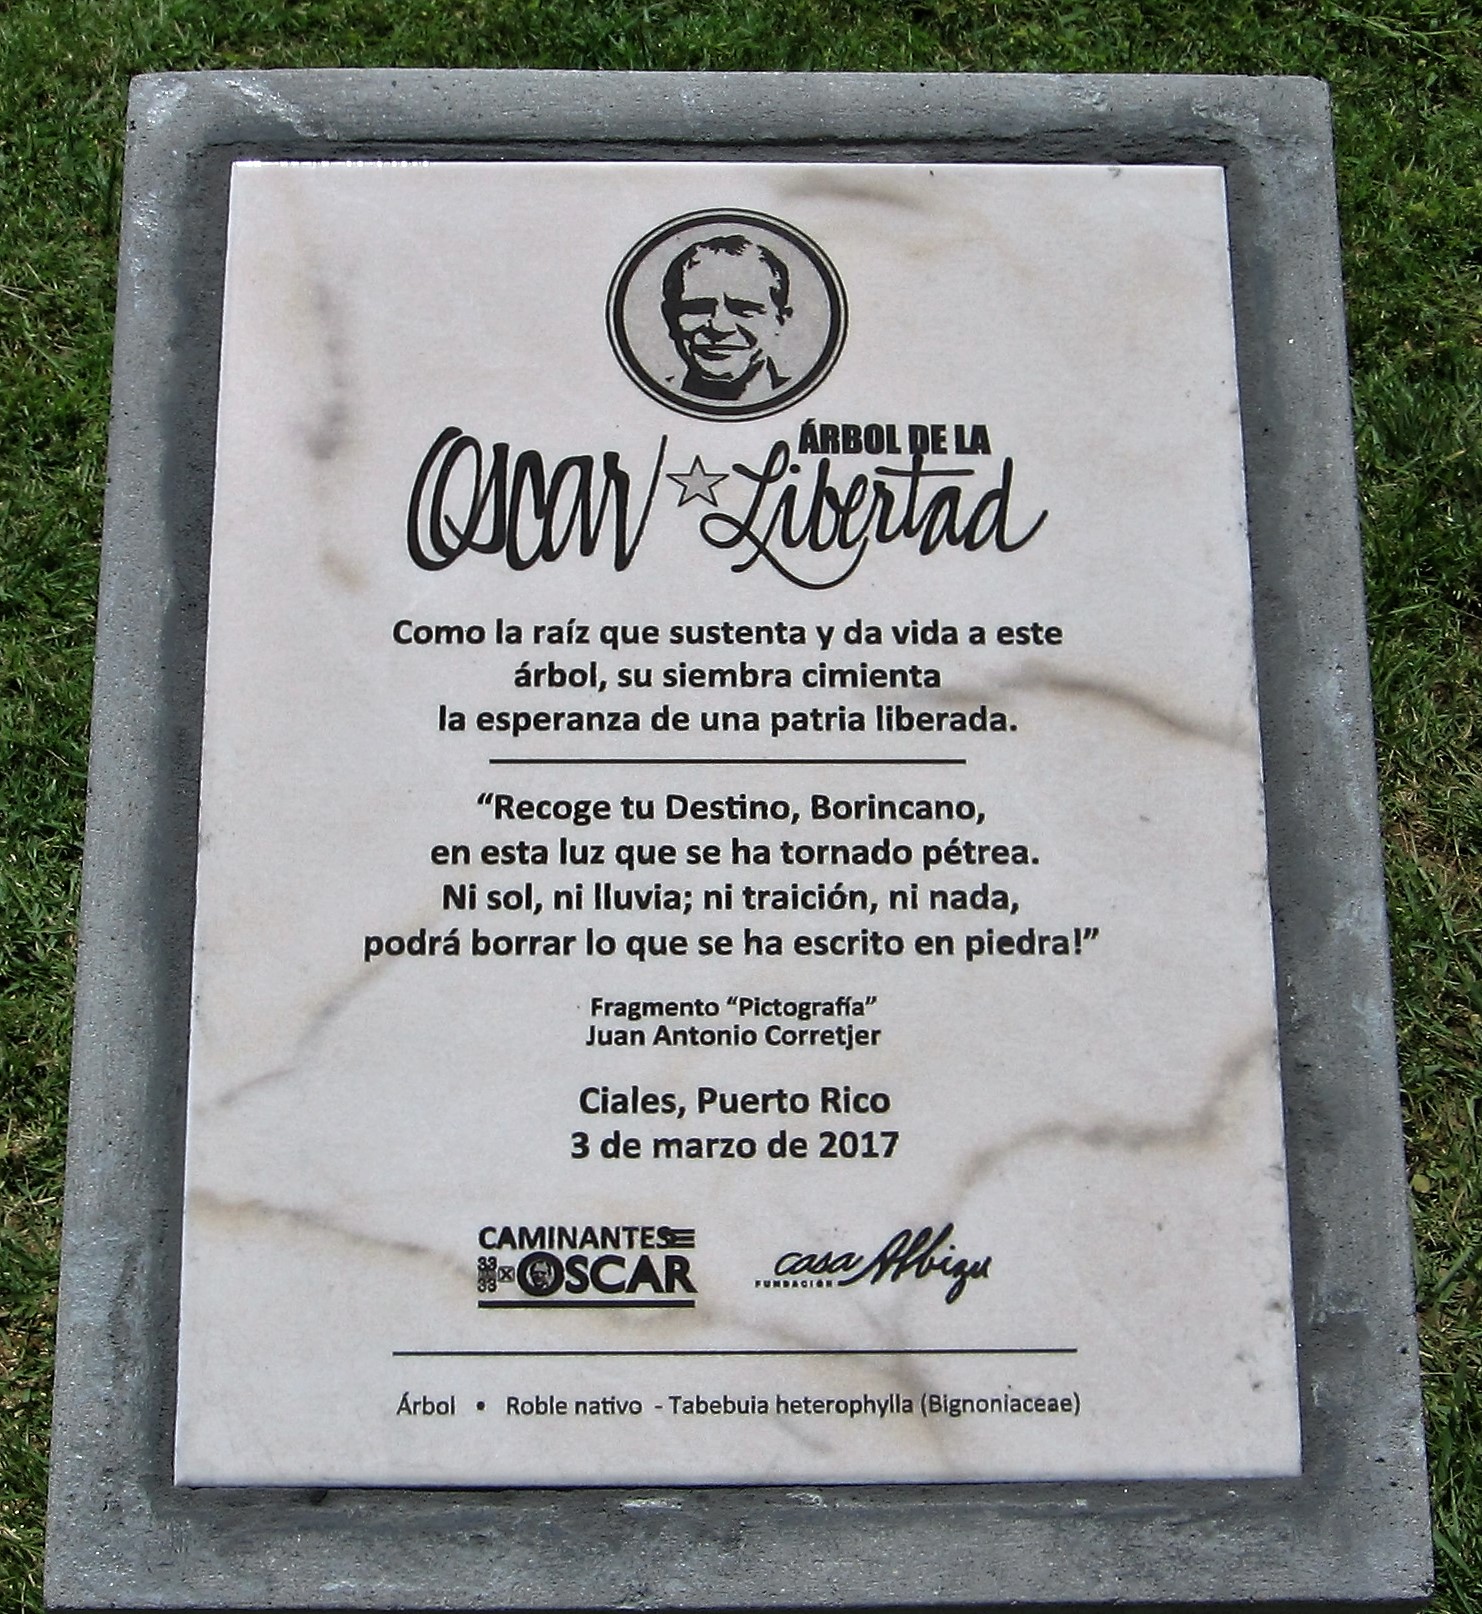 ÁRBOL DE LA
Oscar Libertad
Como la raíz que sustenta y da vida a este
árbol, su siembra cimienta
la esperanza de una patria liberada.
“Recoge tu Destino, Borincano,
en esta luz que se ha tornado pétrea.
Ni sol, ni lluvia; ni traición, ni nada,
podrá borrar lo que se ha escrito en piedra!”
Fragmento “Pictografía”
Juan Antonio Corretjer
Ciales, Puerto Rico
3 de marzo de 2017
CAMINANTES
33 x OSCAR
33
casa Albizu
FUNDACIÓN
Árbol • Roble nativo - Tabebuia heterophylla (Bignoniaceae)